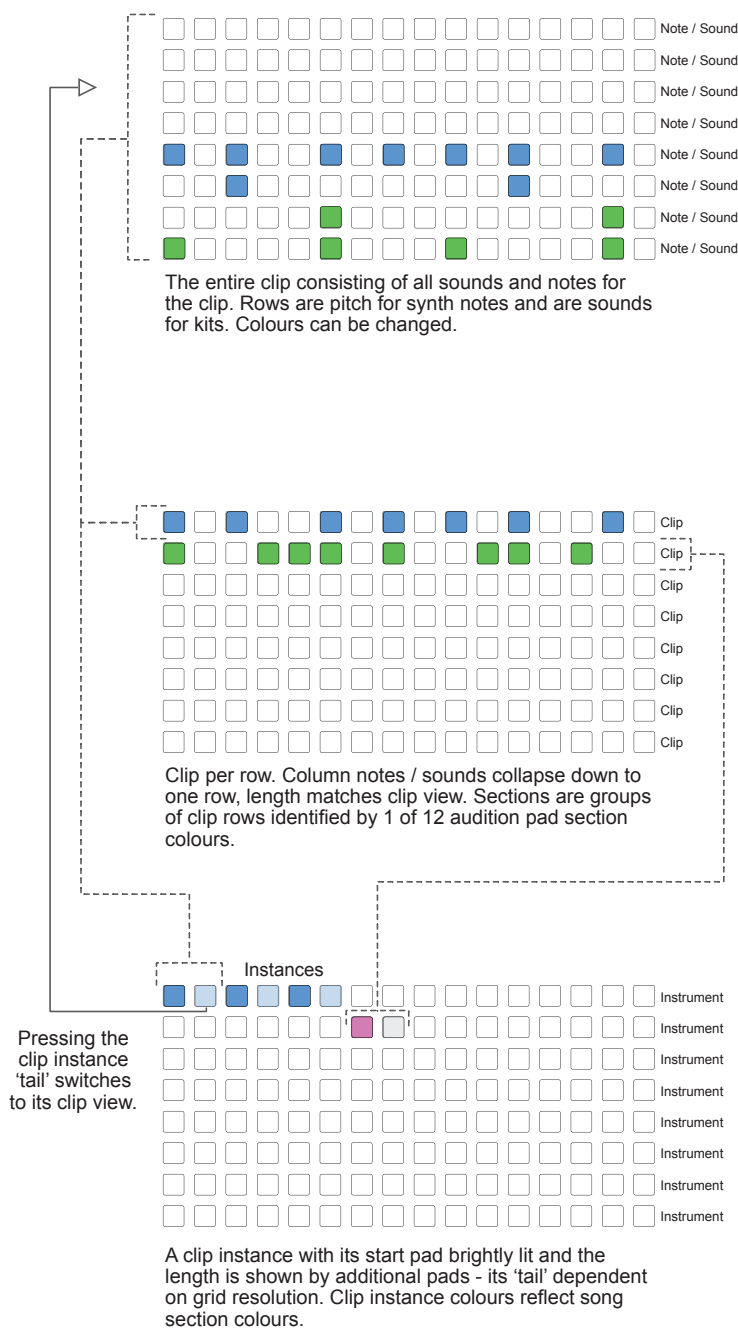 Note / Sound
Note / Sound
Note / Sound
Note / Sound
Note / Sound
Note / Sound
Note / Sound
Note / Sound
The entire clip consisting of all sounds and notes for
the clip. Rows are pitch for synth notes and are sounds
for kits. Colours can be changed.
Clip
Clip
Clip
Clip
Clip
Clip
Clip
Clip
Clip per row. Column notes / sounds collapse down to
one row, length matches clip view. Sections are groups
of clip rows identified by 1 of 12 audition pad section
colours.
Instances
Instrument
Instrument
Instrument
Instrument
Instrument
Instrument
Instrument
Instrument
Pressing the
clip instance
‘tail’ switches
to its clip view.
A clip instance with its start pad brightly lit and the
length is shown by additional pads - its ‘tail’ dependent
on grid resolution. Clip instance colours reflect song
section colours.